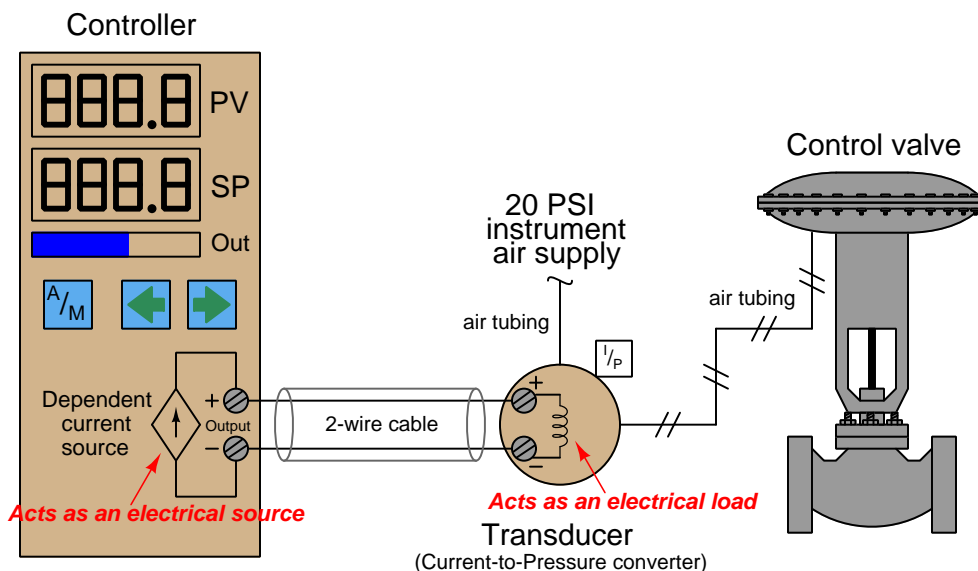 Controller
888.8
PV
888.8
SP
Out
A/M
Dependent
current
source
+
Output
−
Acts as an electrical source
2-wire cable
20 PSI
instrument
air supply
air tubing
I/P
+
−
Acts as an electrical load
Transducer
(Current-to-Pressure converter)
air tubing
Control valve